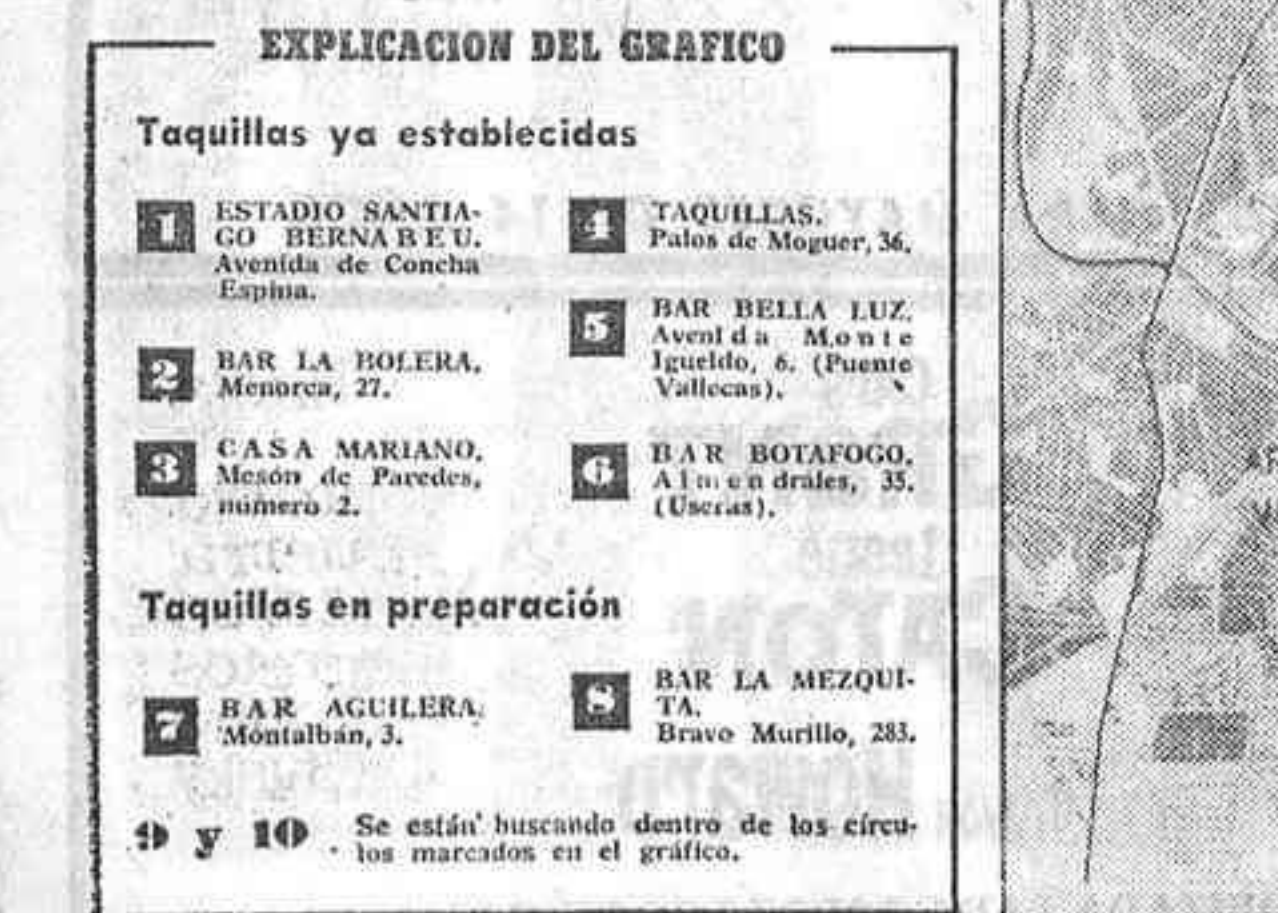 EXPLICACION DEL GRAFICO
Taquillas ya establecidas
1 ESTADIO SANTIA-
GO BERNABEU.
Avenida de Concha
Espina.
2 BAR LA BOLERA.
Menorca, 27.
3 CASA MARIANO.
Mesón de Paredes,
número 2.
4 TAQUILLAS.
Palos de Moguer, 36.
5 BAR BELLA LUZ.
Avenida Monte
Igueldo, 6. (Puente
Vallecas).
6 BAR BOTAFOGO.
Almendrales, 35.
(Useras).
Taquillas en preparación
7 BAR AGUILERA.
Montalbán, 3.
8 BAR LA MEZQUI-
TA.
Bravo Murillo, 283.
9 y 10 Se están buscando dentro de los círcu-
los marcados en el gráfico.